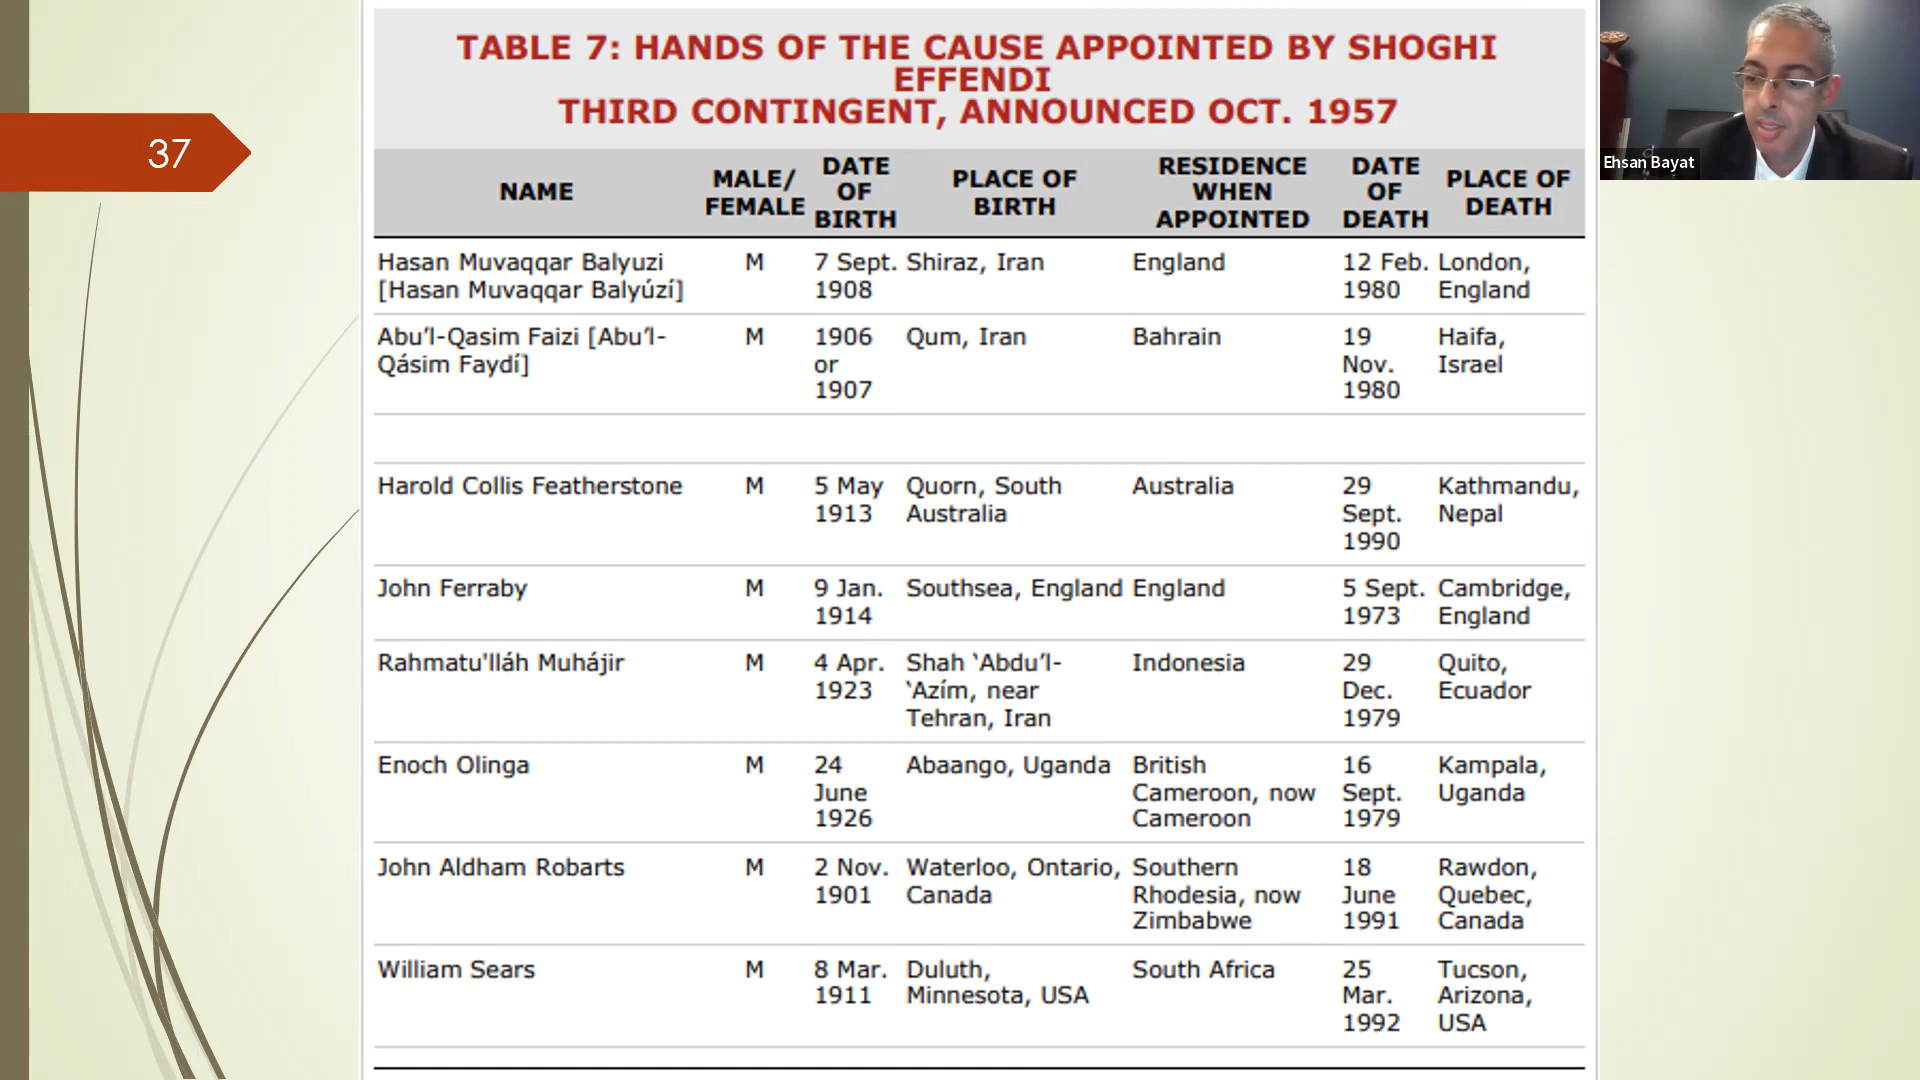 TABLE 7: HANDS OF THE CAUSE APPOINTED BY SHOGHI
EFFENDI
THIRD CONTINGENT, ANNOUNCED OCT. 1957
37
Ehsan Bayat
NAME
MALE/
FEMALE
DATE
OF
BIRTH
PLACE OF
BIRTH
RESIDENCE
WHEN
APPOINTED
DATE
OF
DEATH
PLACE OF
DEATH
Hasan Muvaqqar Balyuzi
[Hasan Muvaqqar Balyúzí]
M
7 Sept.
1908
Shiraz, Iran
England
12 Feb.
1980
London,
England
Abu’l-Qasim Faizi [Abu’l-
Qásim Faydí]
M
1906
or
1907
Qum, Iran
Bahrain
19
Nov.
1980
Haifa,
Israel
Harold Collis Featherstone
M
5 May
1913
Quorn, South
Australia
Australia
29
Sept.
1990
Kathmandu,
Nepal
John Ferraby
M
9 Jan.
1914
Southsea, England
England
5 Sept.
1973
Cambridge,
England
Rahmatu'lláh Muhájir
M
4 Apr.
1923
Shah ‘Abdu’l-
‘Azím, near
Tehran, Iran
Indonesia
29
Dec.
1979
Quito,
Ecuador
Enoch Olinga
M
24
June
1926
Abaango, Uganda
British
Cameroon, now
Cameroon
16
Sept.
1979
Kampala,
Uganda
John Aldham Robarts
M
2 Nov.
1901
Waterloo, Ontario,
Canada
Southern
Rhodesia, now
Zimbabwe
18
June
1991
Rawdon,
Quebec,
Canada
William Sears
M
8 Mar.
1911
Duluth,
Minnesota, USA
South Africa
25
Mar.
1992
Tucson,
Arizona,
USA